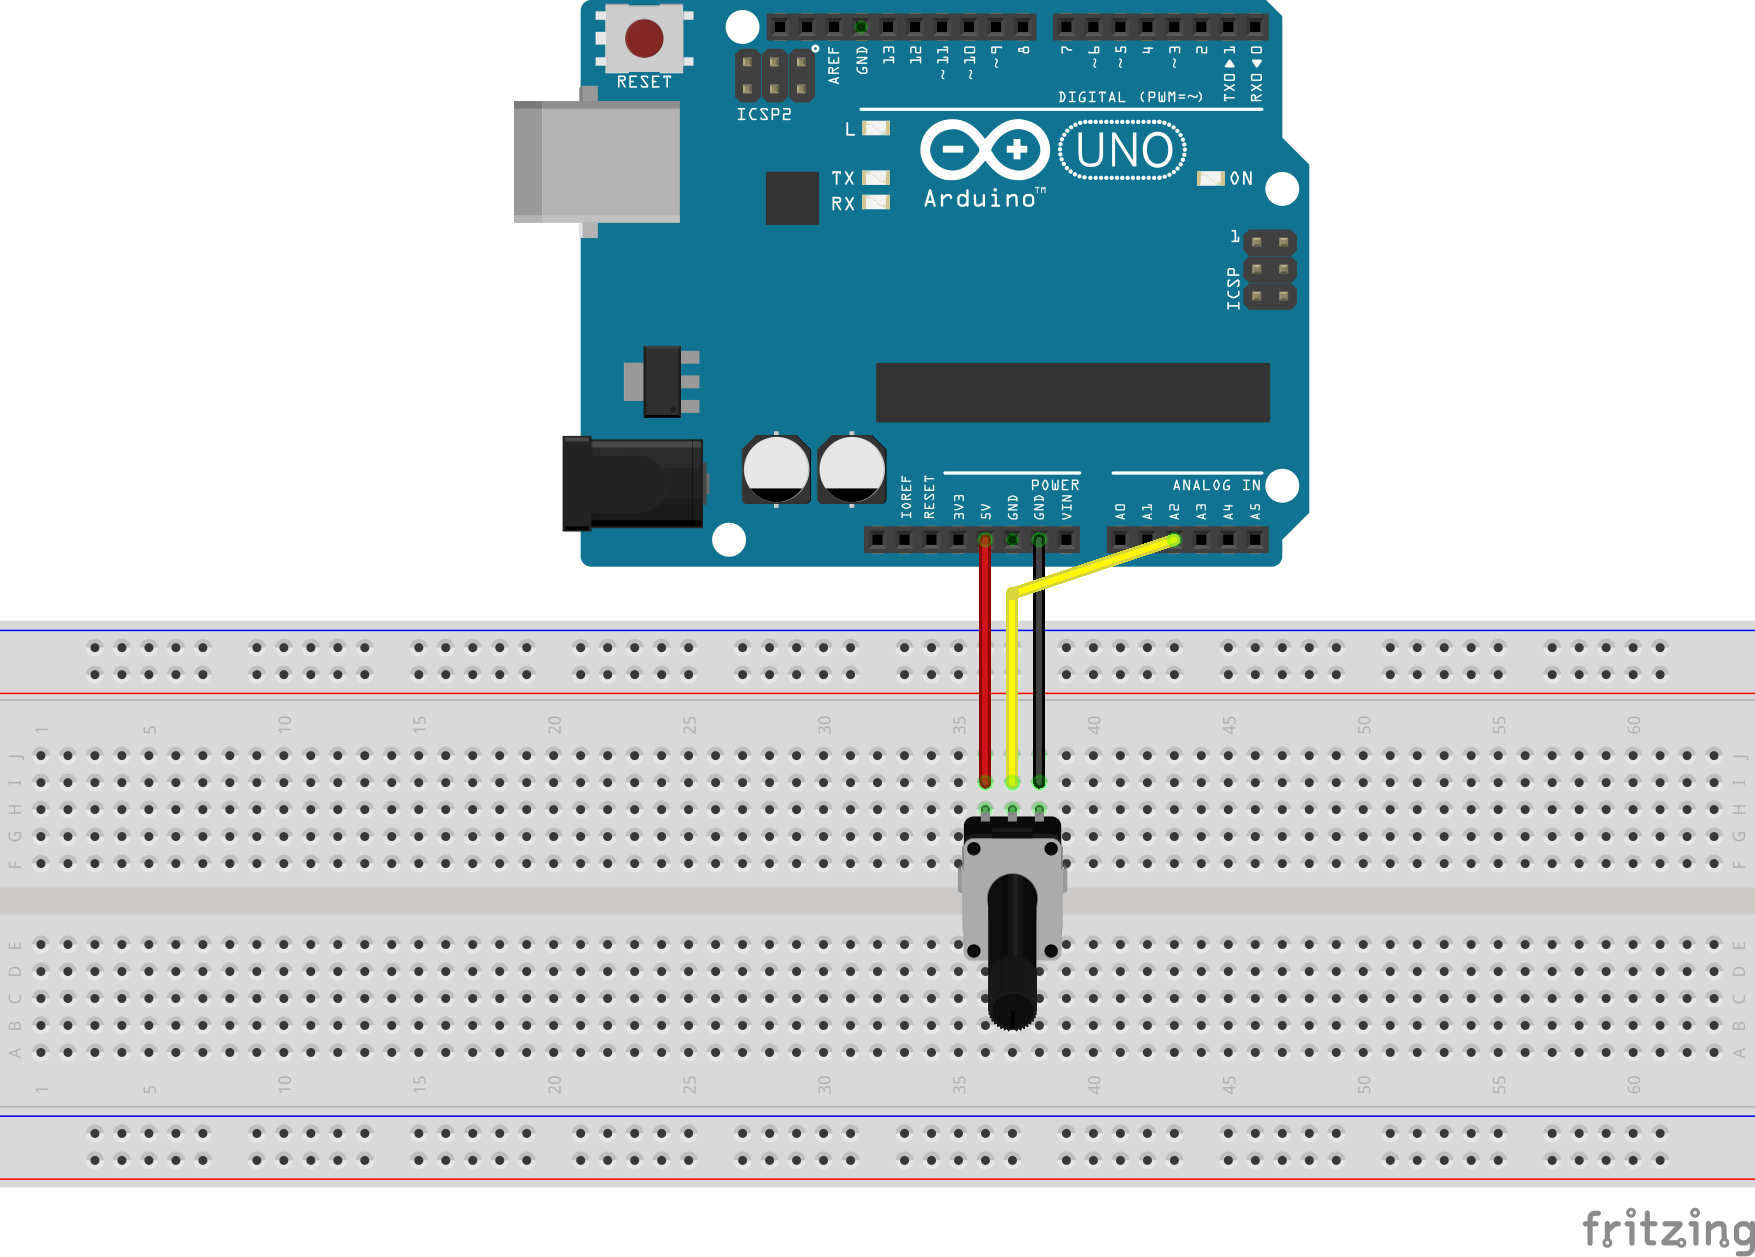 RESET
ICSP2
AREF
GND
13
12
~11
~10
~9
8
7
~6
~5
4
~3
2
TX0▶1
RX0◀0
DIGITAL (PWM=~)
L
TX
RX
UNO
Arduino™
ON
1
ICSP
POWER
ANALOG IN
IOREF
RESET
3V3
5V
GND
GND
VIN
A0
A1
A2
A3
A4
A5
1 5 10 15 20 25 30 35 40 45 50 55 60
J J
I I
H H
G G
F F
E E
D D
C C
B B
A A
1 5 10 15 20 25 30 35 40 45 50 55 60
fritzing